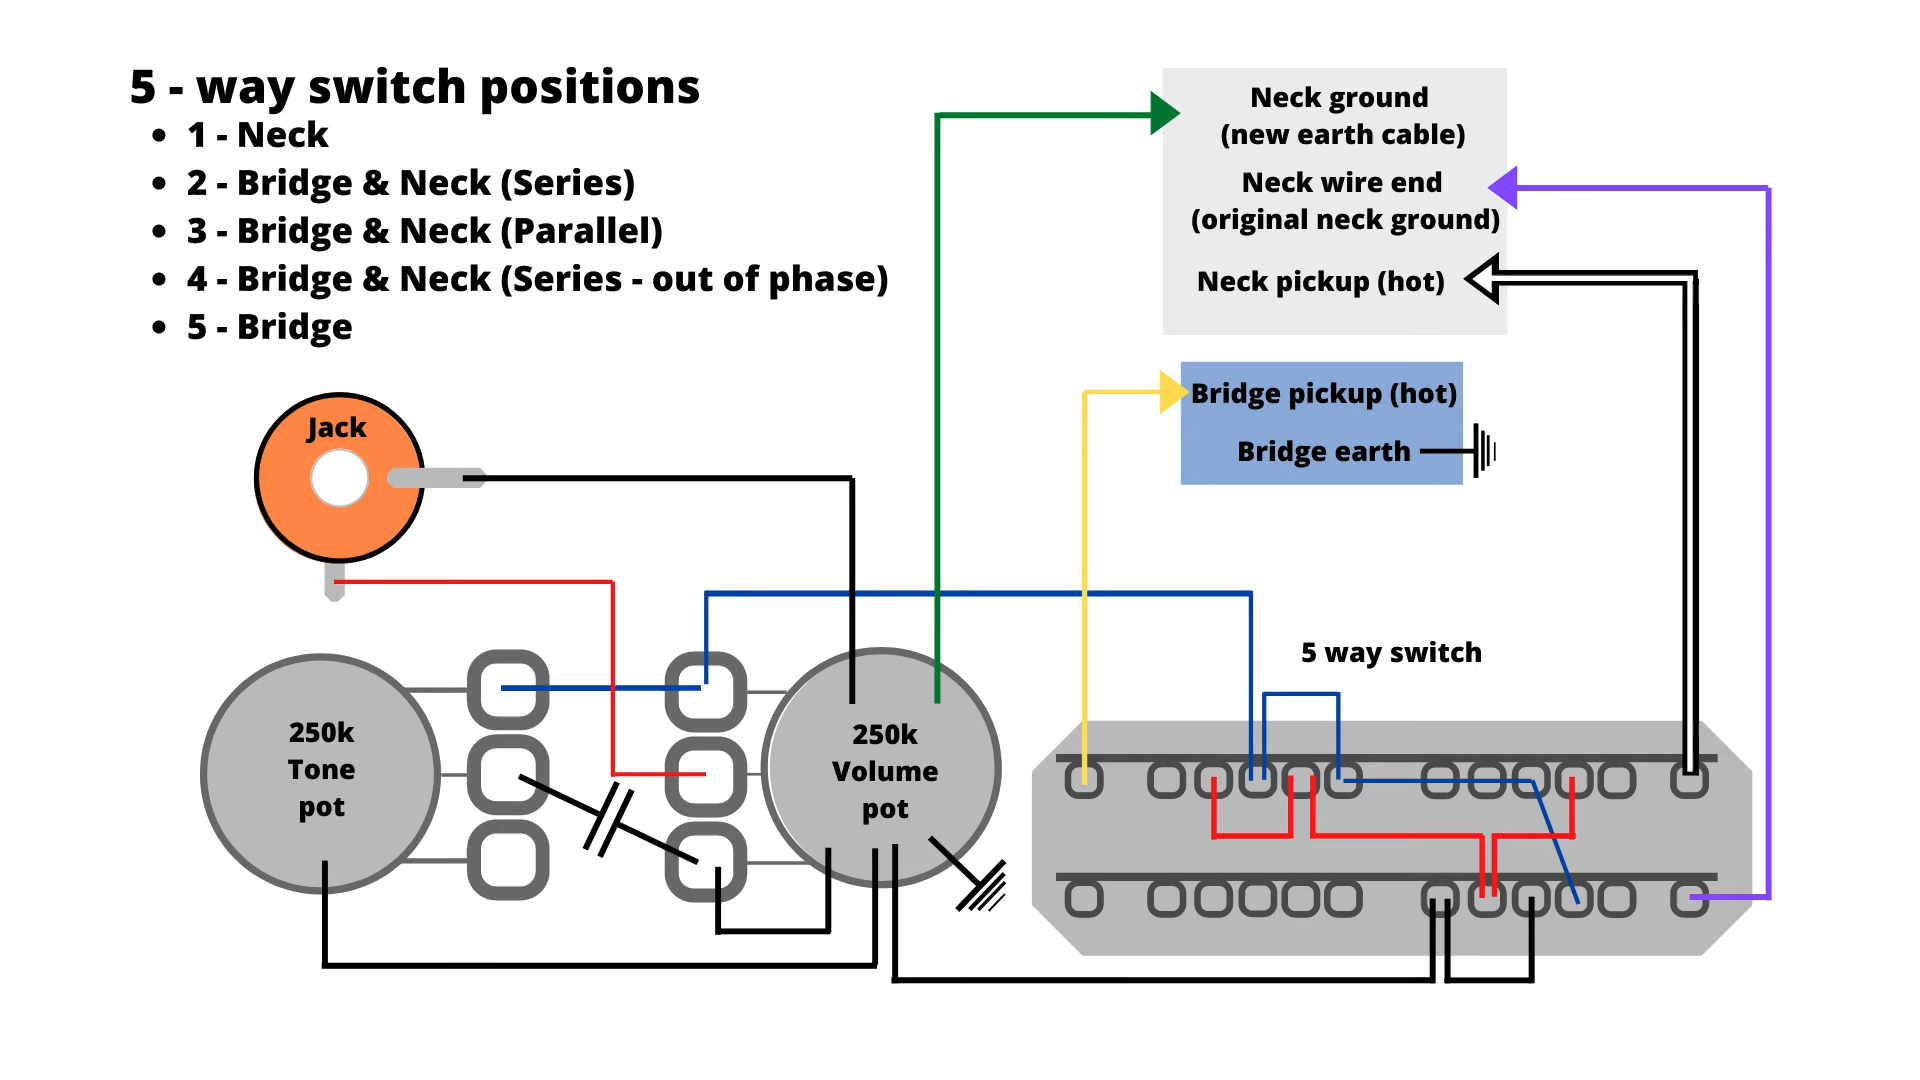 5 - way switch positions
• 1 - Neck
• 2 - Bridge & Neck (Series)
• 3 - Bridge & Neck (Parallel)
• 4 - Bridge & Neck (Series - out of phase)
• 5 - Bridge
Neck ground
(new earth cable)
Neck wire end
(original neck ground)
Neck pickup (hot)
Bridge pickup (hot)
Bridge earth
Jack
5 way switch
250k
Tone
pot
250k
Volume
pot